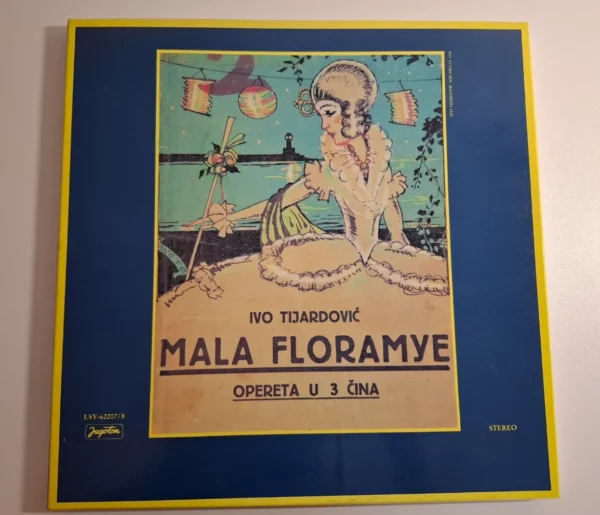 IVO TIJARDOVIĆ
MALA FLORAMYE
OPERETA U 3 ČINA
LSY-62207/8
Jugoton
STEREO